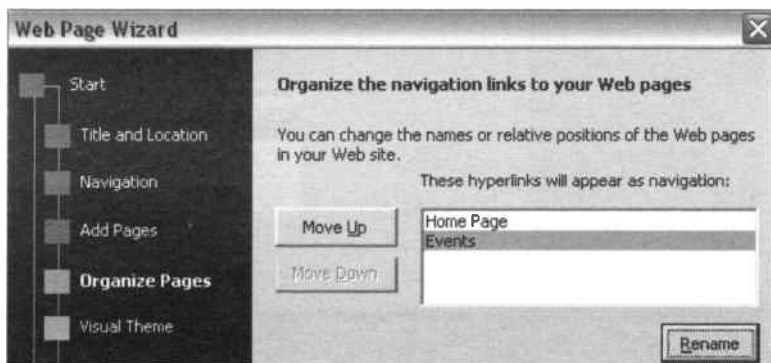 Web Page Wizard
Start
Title and Location
Navigation
Add Pages
Organize Pages
Visual Theme
Organize the navigation links to your Web pages
You can change the names or relative positions of the Web pages
in your Web site.
These hyperlinks will appear as navigation:
Move Up
Move Down
Home Page
Events
Rename